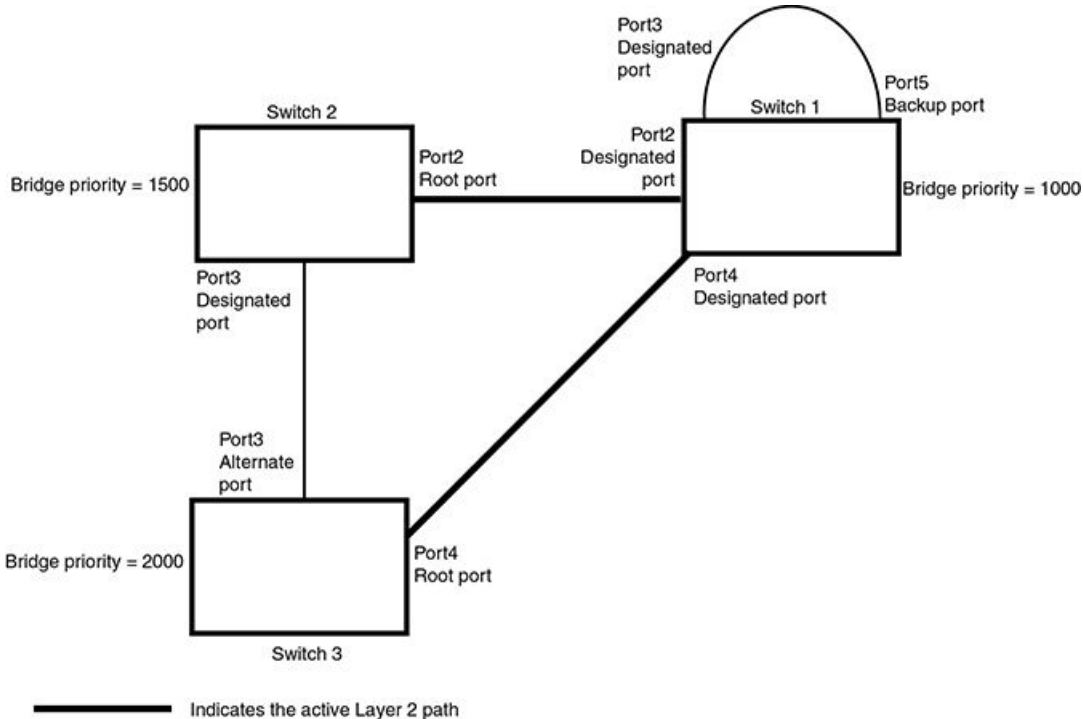 Port3
Designated
port
Port5
Backup port
Switch 2
Switch 1
Port2
Root port
Port2
Designated
port
Bridge priority = 1500
Bridge priority = 1000
Port3
Designated
port
Port4
Designated port
Port3
Alternate
port
Bridge priority = 2000
Port4
Root port
Switch 3
Indicates the active Layer 2 path